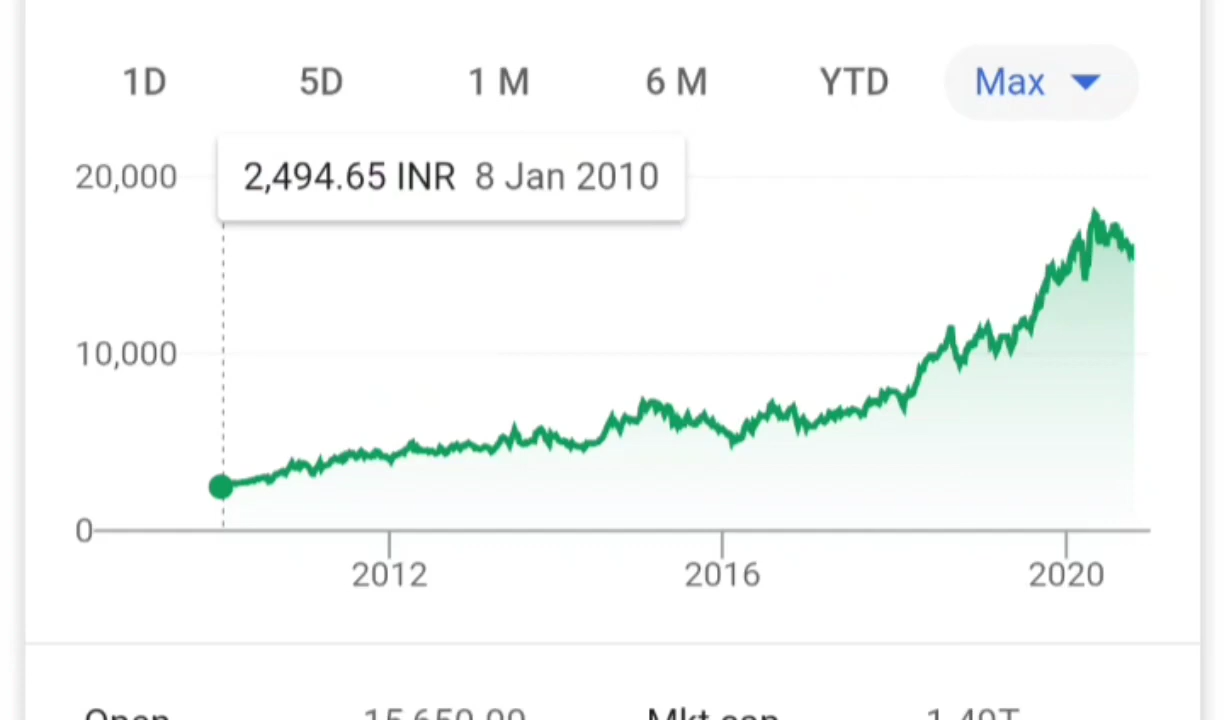 1D 5D 1 M 6 M YTD Max
2,494.65 INR 8 Jan 2010
20,000
10,000
0
2012 2016 2020
Open 15,650.00 Mkt cap 1.40T